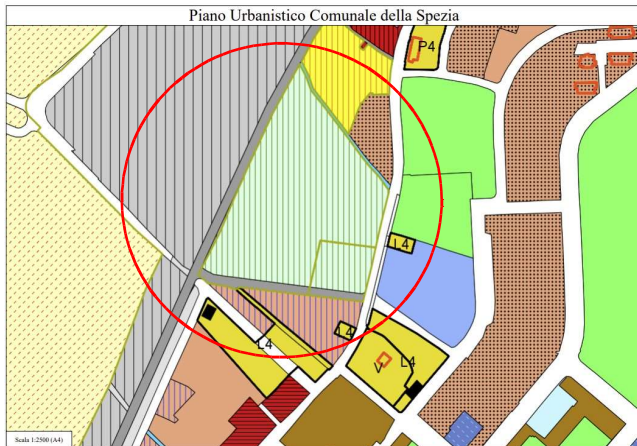 Piano Urbanistico Comunale della Spezia
P4
L4
L4
L4
L4
V
Scala 1:2500 (A4)